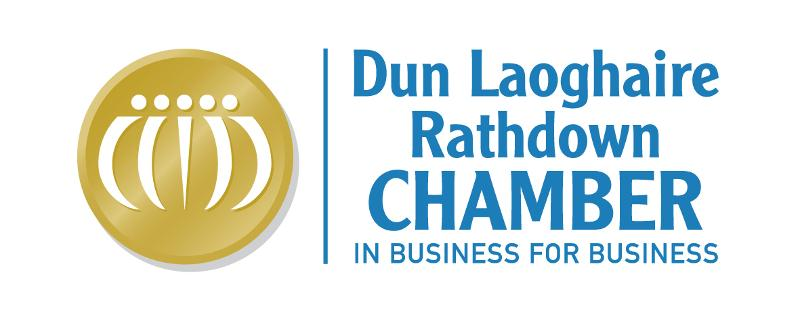 Dun Laoghaire
Rathdown
CHAMBER
IN BUSINESS FOR BUSINESS